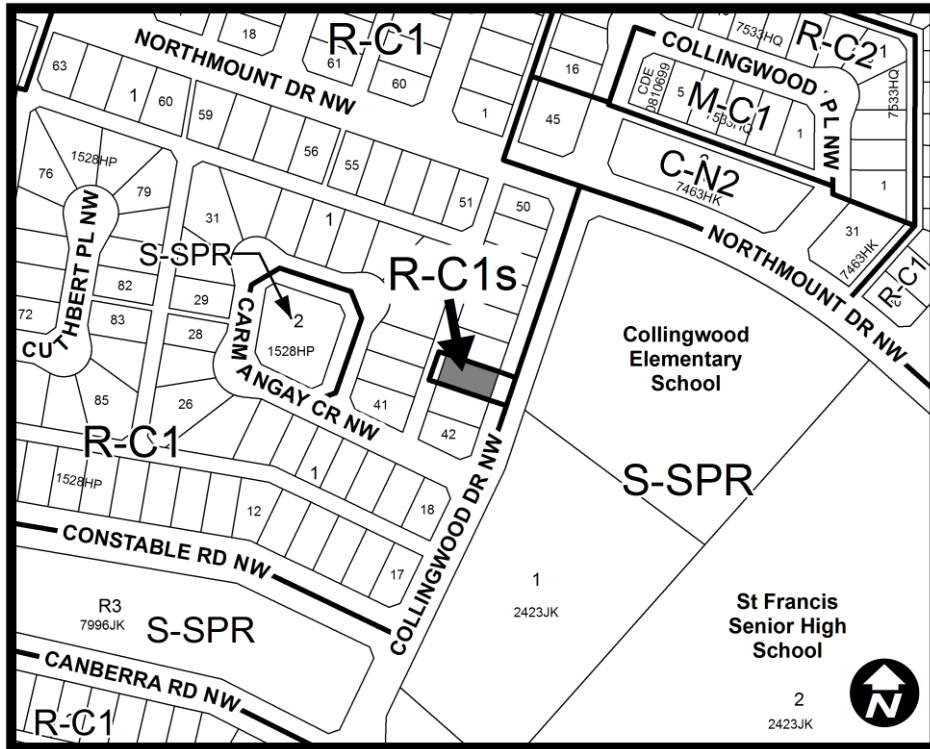 18
R-C1
61
60
NORTHMOUNT DR NW
63
1
60
59
56
55
51
50
1
16
45
COLLINGWOOD PL NW
R-C2
1
7533HQ
7533HQ
CDE
0810699
5
M-C1
1
1
C-N2
7463HK
31
7463HK
R-C1
NORTHMOUNT DR NW
1528HP
76
79
31
1
S-SPR
2
1528HP
CUTHBERT PL NW
82
83
29
28
72
85
26
CARMANGAY CR NW
R-C1s
41
42
Collingwood
Elementary
School
S-SPR
R-C1
1528HP
12
1
18
17
COLLINGWOOD DR NW
CONSTABLE RD NW
R3
7996JK
S-SPR
CANBERRA RD NW
R-C1
1
2423JK
St Francis
Senior High
School
2
2423JK
N